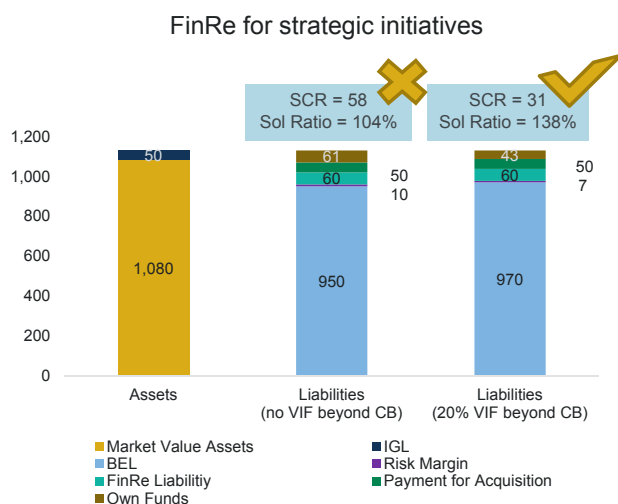 FinRe for strategic initiatives
SCR = 58
Sol Ratio = 104%
SCR = 31
Sol Ratio = 138%
1,200
1,000
800
600
400
200
0
50
1,080
61
60
50
10
950
43
60
50
7
970
Assets
Liabilities
(no VIF beyond CB)
Liabilities
(20% VIF beyond CB)
Market Value Assets
IGL
BEL
Risk Margin
FinRe Liabilitiy
Payment for Acquisition
Own Funds